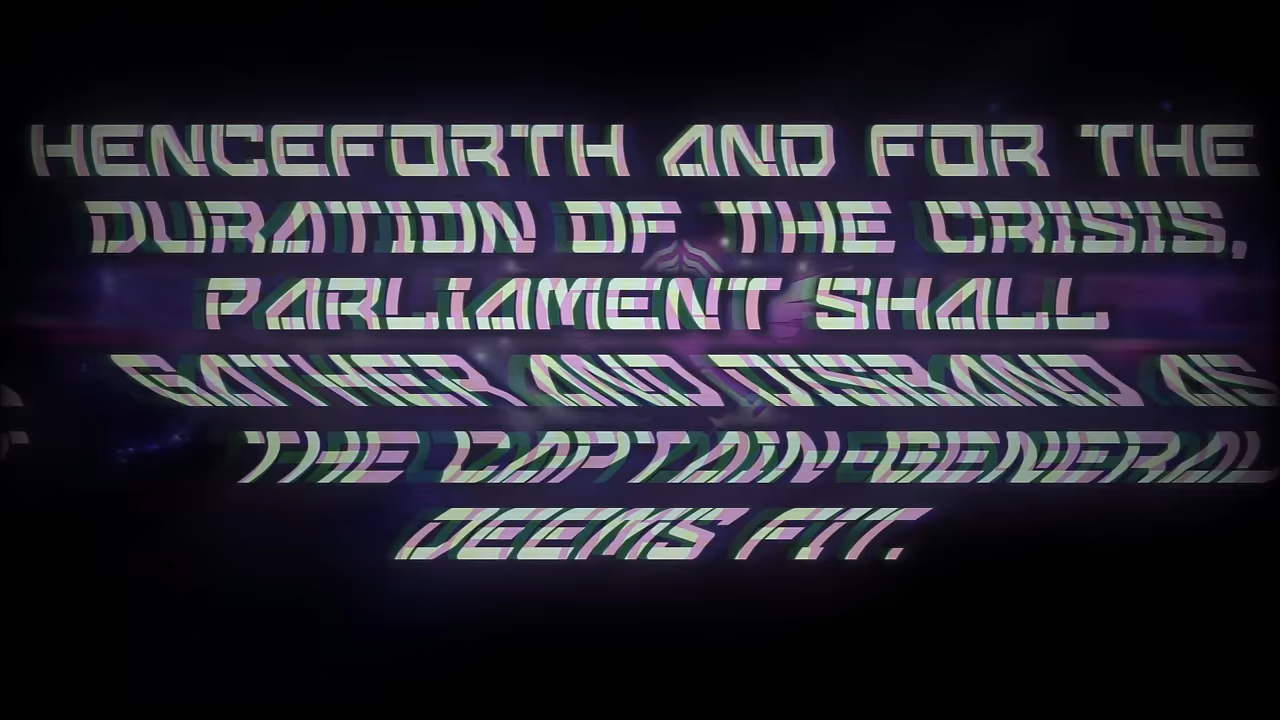 HENCEFORTH AND FOR THE
DURATION OF THE CRISIS,
PARLIAMENT SHALL
GATHER AND DISBAND AS
THE CAPTAIN-GENERAL
DEEMS FIT.